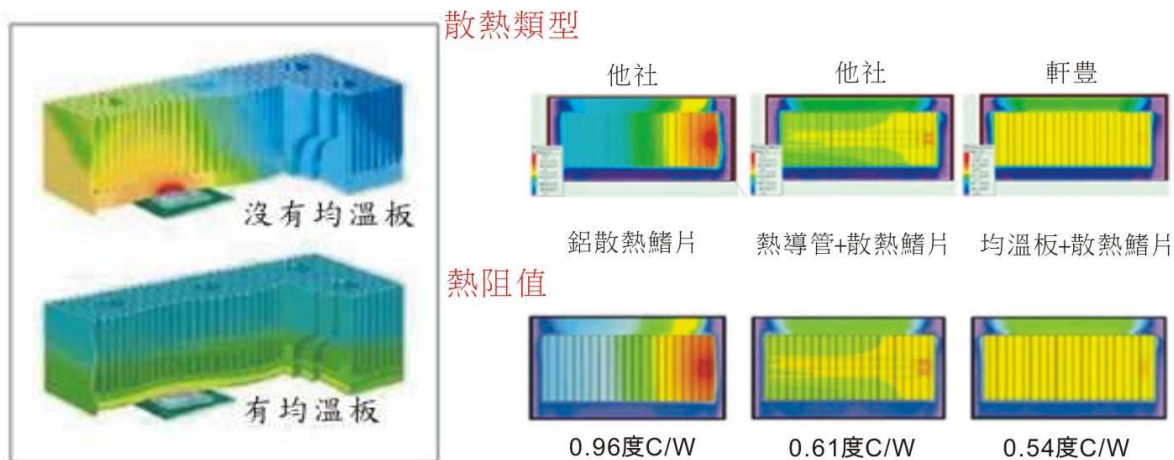 散熱類型
他社
他社
軒豊
沒有均溫板
鋁散熱鰭片
熱導管+散熱鰭片
均溫板+散熱鰭片
熱阻值
有均溫板
0.96度C/W
0.61度C/W
0.54度C/W